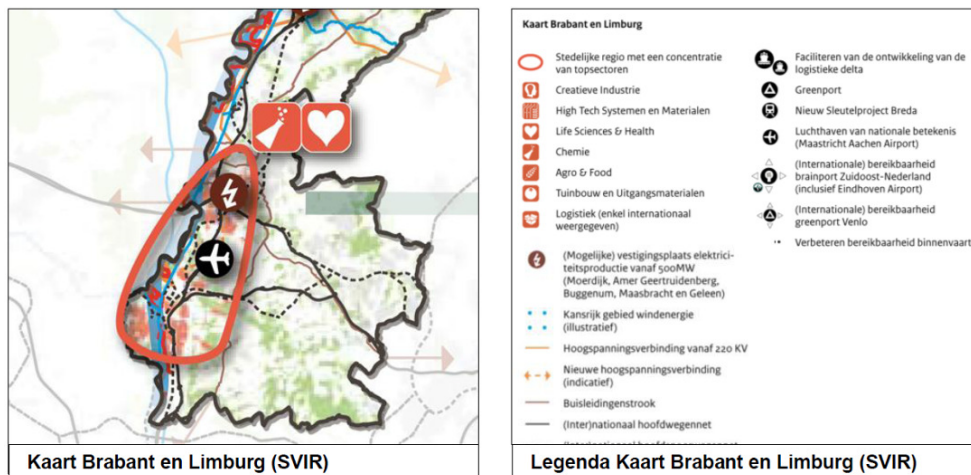 Kaart Brabant en Limburg (SVIR)
Kaart Brabant en Limburg
Stedelijke regio met een concentratie
van topsectoren
Creatieve Industrie
High Tech Systemen en Materialen
Life Sciences & Health
Chemie
Agro & Food
Tuinbouw en Uitgangsmaterialen
Logistiek (enkel internationaal
weergegeven)
(Mogelijke) vestigingsplaats elektrici-
teitsproductie vanaf 500MW
(Moerdijk, Amer Geertruidenberg,
Buggenum, Maasbracht en Geleen)
Kansrijk gebied windenergie
(illustratief)
Hoogspanningsverbinding vanaf 220 KV
Nieuwe hoogspanningsverbinding
(indicatief)
Buisleidingenstrook
(Inter)nationaal hoofdwegennet
Faciliteren van de ontwikkeling van de
logistieke delta
Greenport
Nieuw Sleutelproject Breda
Luchthaven van nationale betekenis
(Maastricht Aachen Airport)
(Internationale) bereikbaarheid
brainport Zuidoost-Nederland
(inclusief Eindhoven Airport)
(Internationale) bereikbaarheid
greenport Venlo
Verbeteren bereikbaarheid binnenvaart
Legenda Kaart Brabant en Limburg (SVIR)